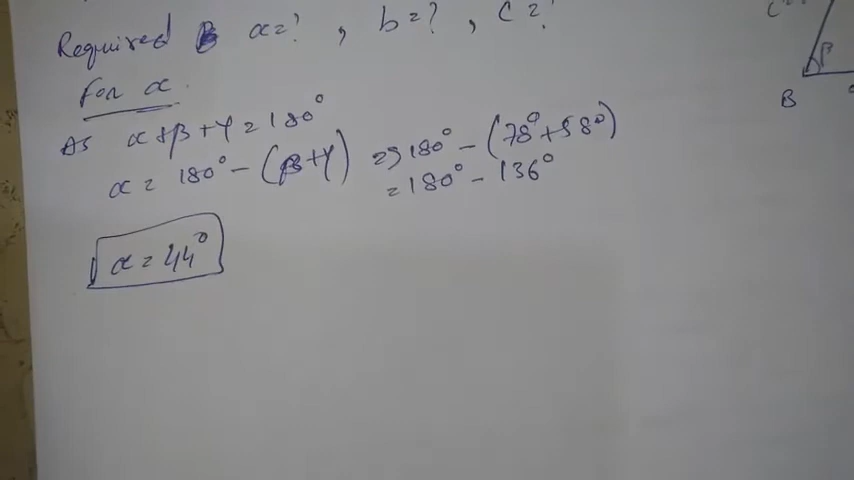 Required α=? , b=? , c=?
For α.
As α+β+γ=180°
α = 180° - (β+γ) => 180° - (78°+58°)
= 180° - 136°
α = 44°
β
B